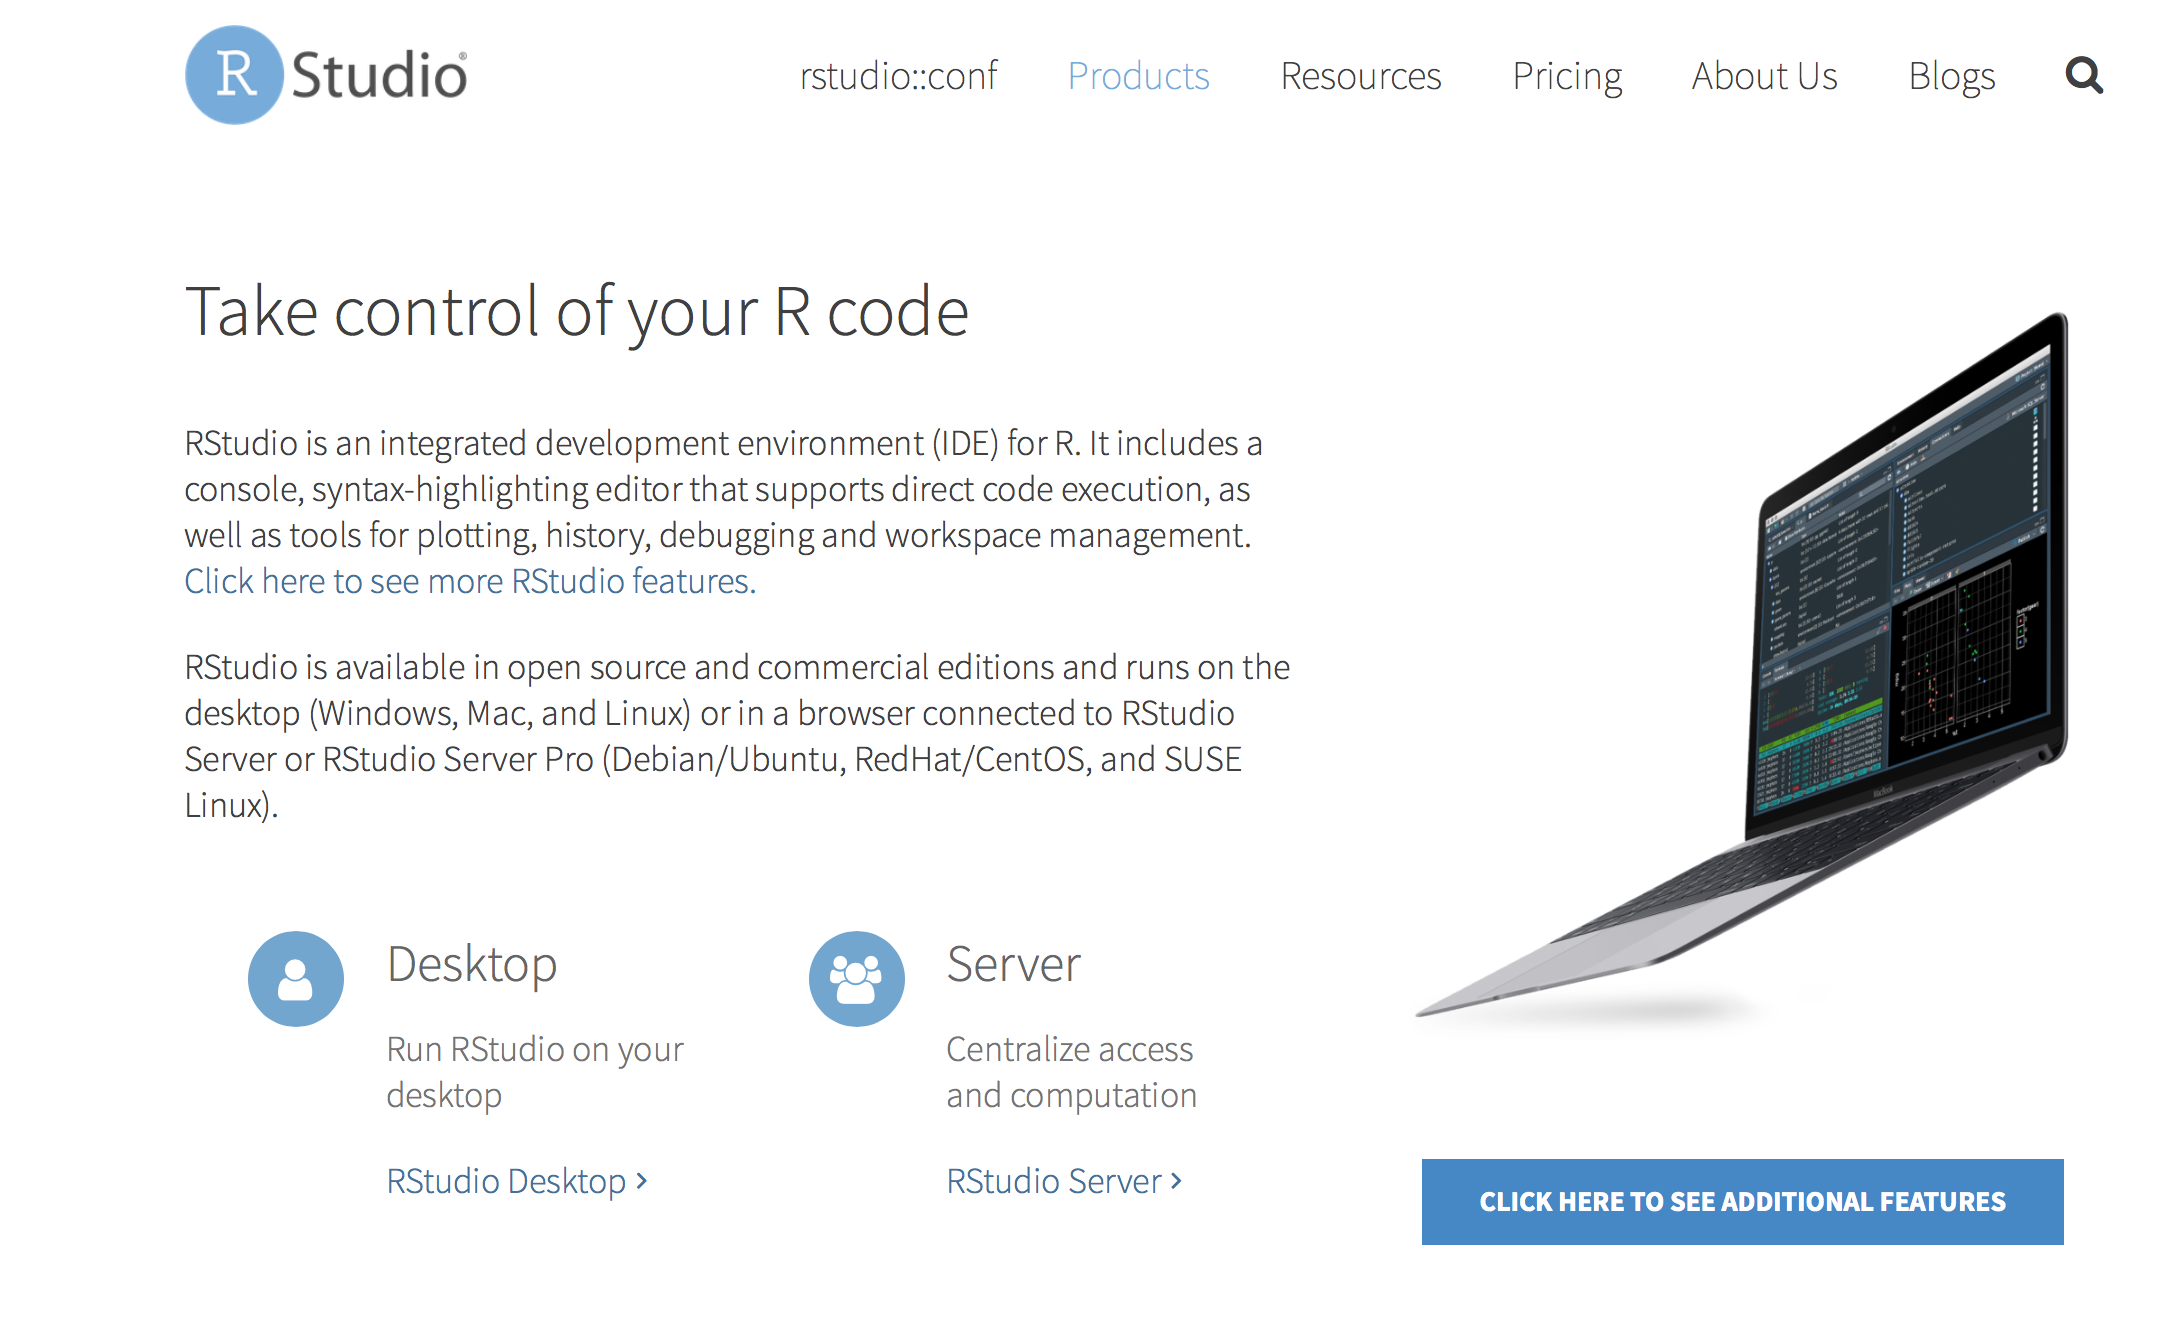 R Studio®
rstudio::conf
Products
Resources
Pricing
About Us
Blogs
Take control of your R code
RStudio is an integrated development environment (IDE) for R. It includes a
console, syntax-highlighting editor that supports direct code execution, as
well as tools for plotting, history, debugging and workspace management.
Click here to see more RStudio features.
RStudio is available in open source and commercial editions and runs on the
desktop (Windows, Mac, and Linux) or in a browser connected to RStudio
Server or RStudio Server Pro (Debian/Ubuntu, RedHat/CentOS, and SUSE
Linux).
Desktop
Run RStudio on your
desktop
RStudio Desktop >
Server
Centralize access
and computation
RStudio Server >
MacBook
CLICK HERE TO SEE ADDITIONAL FEATURES